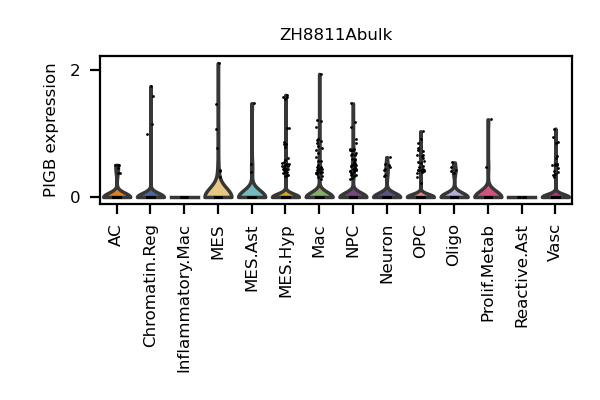 ZH8811Abulk
PIGB expression
2
0
AC
Chromatin.Reg
Inflammatory.Mac
MES
MES.Ast
MES.Hyp
Mac
NPC
Neuron
OPC
Oligo
Prolif.Metab
Reactive.Ast
Vasc